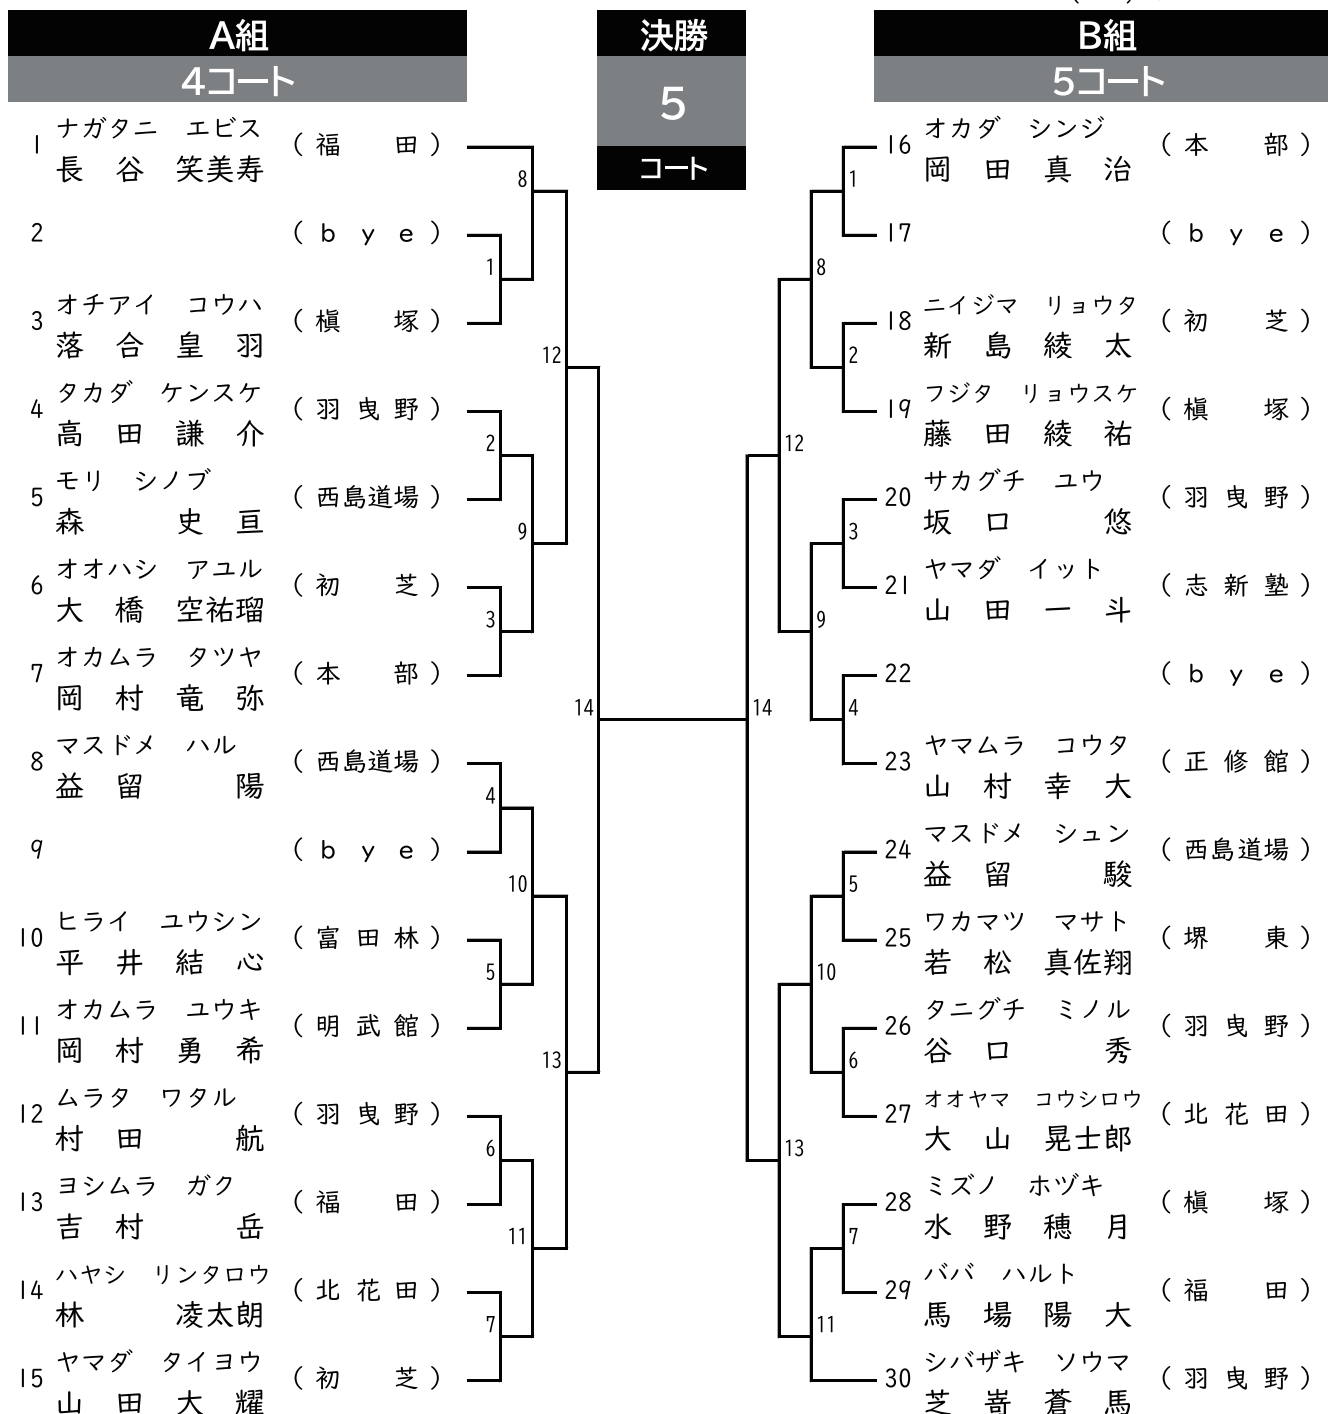 A組
4コート
決勝
5
コート
B組
5コート
ナガタニ エビス
1 長谷 笑美寿 (福田)
2 (bye)
オチアイ コウハ
3 落合皇羽 (槇塚)
タカダ ケンスケ
4 高田謙介 (羽曳野)
モリ シノブ
5 森 史亘 (西島道場)
オオハシ アユル
6 大橋 空祐瑠 (初芝)
オカムラ タツヤ
7 岡村竜弥 (本部)
マスドメ ハル
8 益留 陽 (西島道場)
9 (bye)
ヒライ ユウシン
10 平井結心 (富田林)
オカムラ ユウキ
11 岡村勇希 (明武館)
ムラタ ワタル
12 村田 航 (羽曳野)
ヨシムラ ガク
13 吉村 岳 (福田)
ハヤシ リンタロウ
14 林 凌太朗 (北花田)
ヤマダ タイヨウ
15 山田大耀 (初芝)
8
1
12
2
9
3
14
4
10
5
13
6
11
7
オカダ シンジ
16 岡田真治 (本部)
17 (bye)
ニイジマ リョウタ
18 新島綾太 (初芝)
フジタ リョウスケ
19 藤田綾祐 (槇塚)
サカグチ ユウ
20 坂口 悠 (羽曳野)
ヤマダ イット
21 山田一斗 (志新塾)
22 (bye)
ヤマムラ コウタ
23 山村幸大 (正修館)
マスドメ シュン
24 益留 駿 (西島道場)
ワカマツ マサト
25 若松 真佐翔 (堺東)
タニグチ ミノル
26 谷口 秀 (羽曳野)
オオヤマ コウシロウ
27 大山 晃士郎 (北花田)
ミズノ ホヅキ
28 水野穂月 (槇塚)
ババ ハルト
29 馬場陽大 (福田)
シバザキ ソウマ
30 芝嵜蒼馬 (羽曳野)
1
8
2
12
3
9
4
14
5
10
6
13
7
11